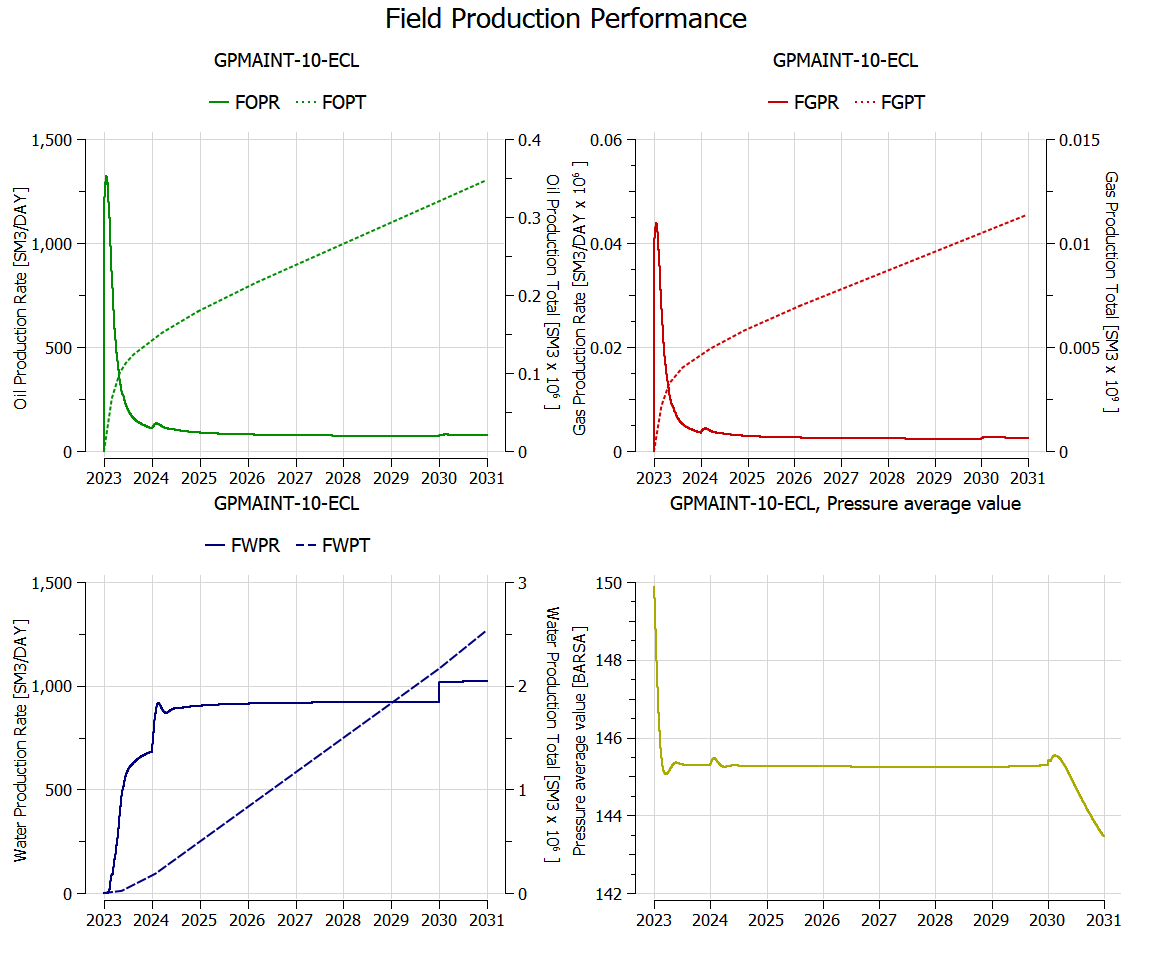 Field Production Performance
GPMAINT-10-ECL
FOPR FOPT
1,500
1,000
500
0
Oil Production Rate [SM3/DAY]
0.4
0.3
0.2
0.1
0
Oil Production Total [SM3 x 10⁶ ]
2023 2024 2025 2026 2027 2028 2029 2030 2031
GPMAINT-10-ECL
FGPR FGPT
0.06
0.04
0.02
0
Gas Production Rate [SM3/DAY x 10⁶ ]
0.015
0.01
0.005
0
Gas Production Total [SM3 x 10⁹ ]
2023 2024 2025 2026 2027 2028 2029 2030 2031
GPMAINT-10-ECL
FWPR FWPT
1,500
1,000
500
0
Water Production Rate [SM3/DAY]
3
2
1
0
Water Production Total [SM3 x 10⁶ ]
2023 2024 2025 2026 2027 2028 2029 2030 2031
GPMAINT-10-ECL, Pressure average value
150
148
146
144
142
Pressure average value [BARSA]
2023 2024 2025 2026 2027 2028 2029 2030 2031